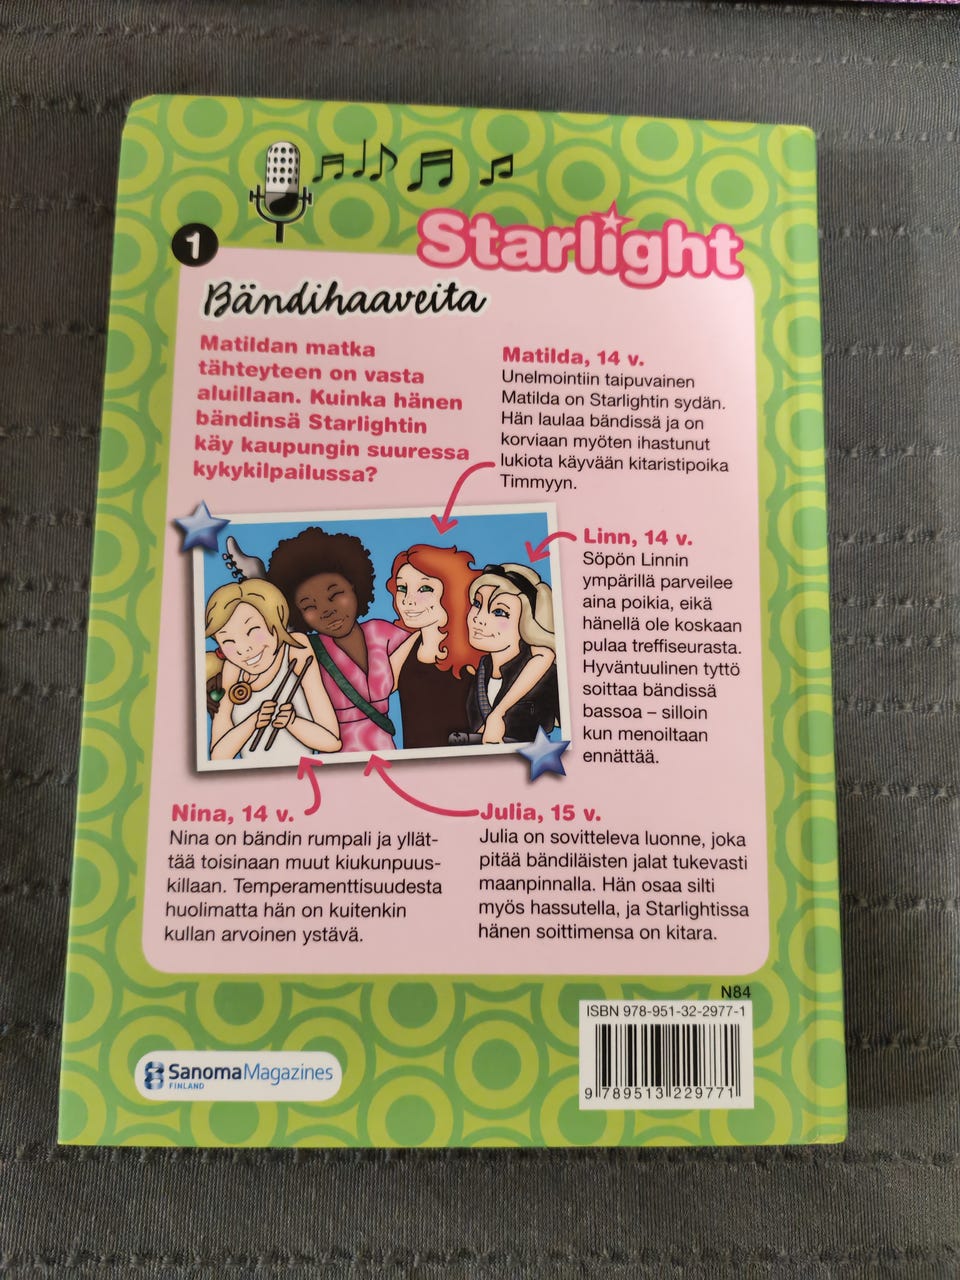 1
Starlight
Bändihaaveita
Matildan matka
tähteyteen on vasta
aluillaan. Kuinka hänen
bändinsä Starlightin
käy kaupungin suuressa
kykykilpailussa?
Matilda, 14 v.
Unelmointiin taipuvainen
Matilda on Starlightin sydän.
Hän laulaa bändissä ja on
korviaan myöten ihastunut
lukiota käyvään kitaristipoika
Timmyyn.
Linn, 14 v.
Söpön Linnin
ympärillä parveilee
aina poikia, eikä
hänellä ole koskaan
pulaa treffiseurasta.
Hyväntuulinen tyttö
soittaa bändissä
bassoa – silloin
kun menoiltaan
ennättää.
Nina, 14 v.
Nina on bändin rumpali ja yllät-
tää toisinaan muut kiukunpuus-
killaan. Temperamenttisuudesta
huolimatta hän on kuitenkin
kullan arvoinen ystävä.
Julia, 15 v.
Julia on sovitteleva luonne, joka
pitää bändiläisten jalat tukevasti
maanpinnalla. Hän osaa silti
myös hassutella, ja Starlightissa
hänen soittimensa on kitara.
N84
ISBN 978-951-32-2977-1
9 789513 229771
SanomaMagazines
FINLAND